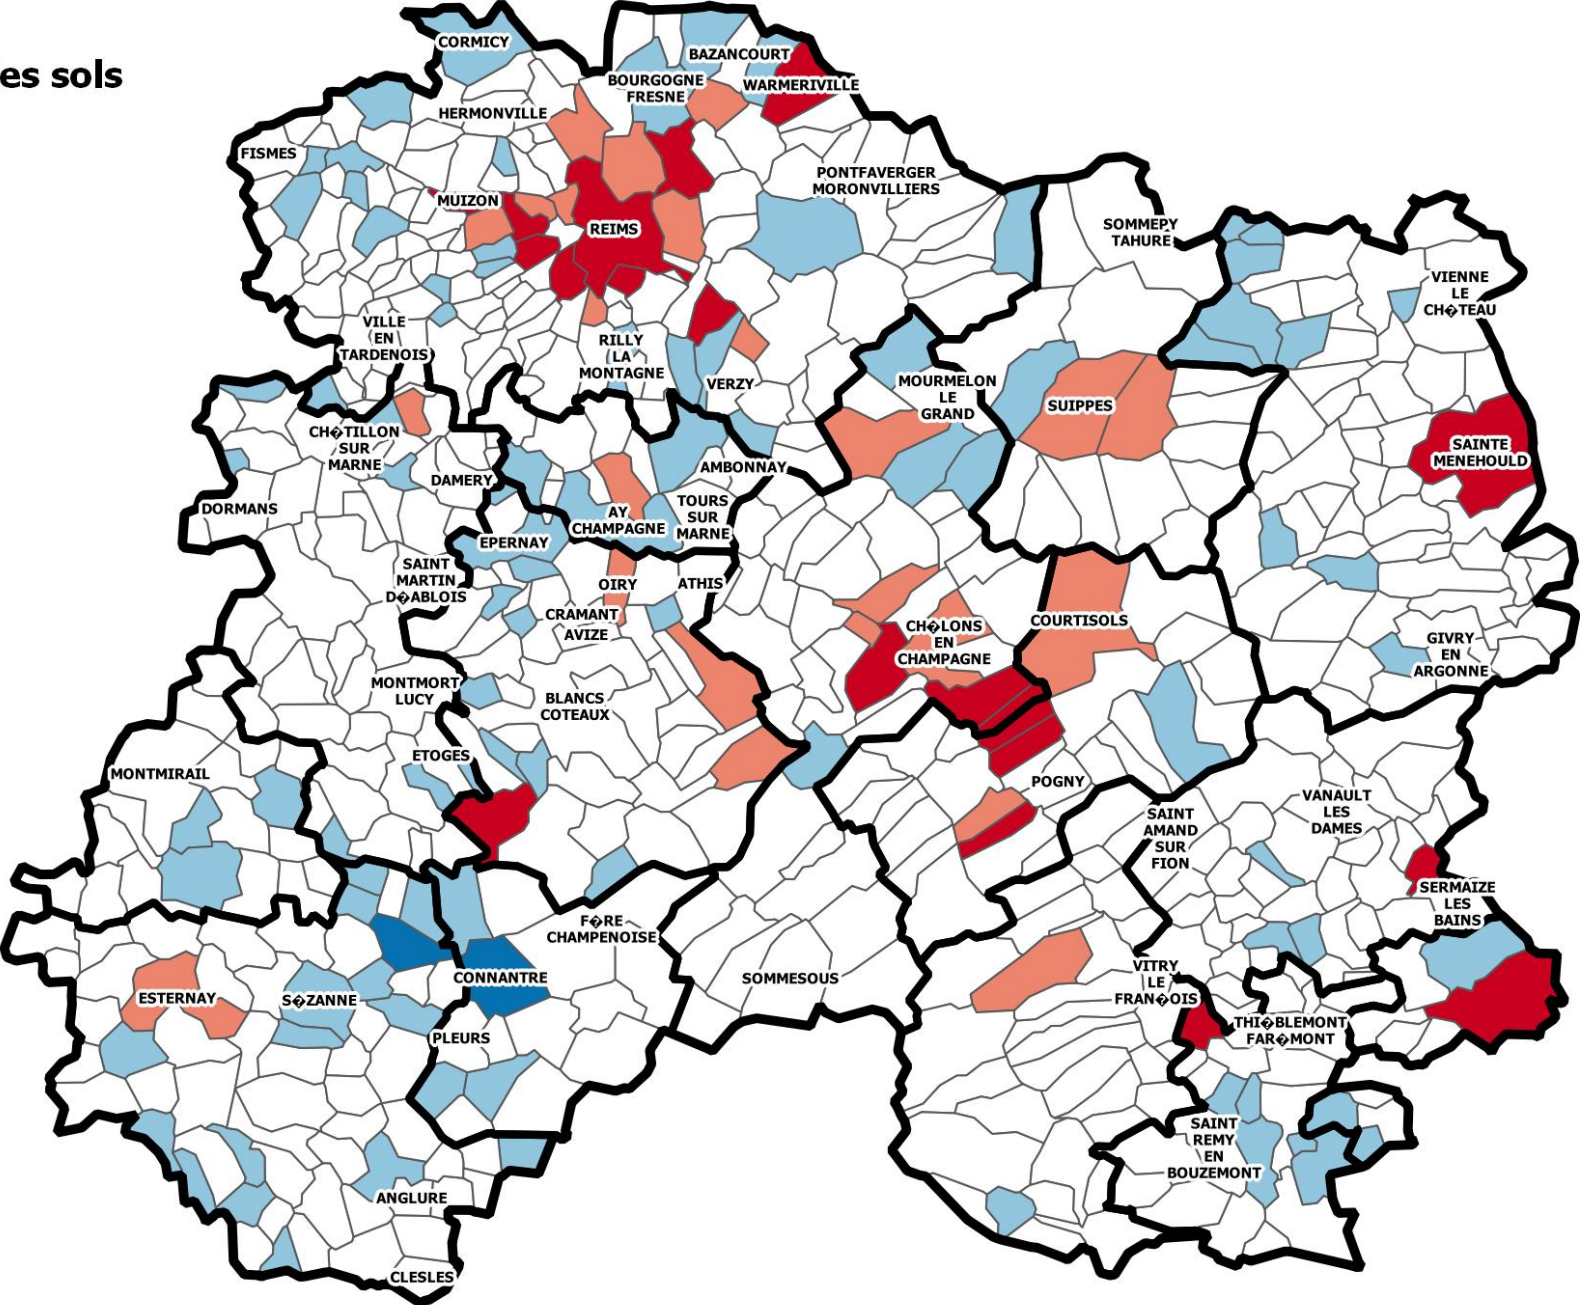 es sols
CORMICY
BAZANCOURT
BOURGOGNE
FRESNE
WARMERIVILLE
HERMONVILLE
FISMES
PONTFAVERGER
MORONVILLIERS
MUIZON
REIMS
SOMMEPY
TAHURE
VIENNE
LE
CH�TEAU
VILLE
EN
TARDENOIS
RILLY
LA
MONTAGNE
VERZY
MOURMELON
LE
GRAND
SUIPPES
CH�TILLON
SUR
MARNE
SAINTE
MENEHOULD
AMBONNAY
DAMERY
DORMANS
AY
CHAMPAGNE
TOURS
SUR
MARNE
EPERNAY
SAINT
MARTIN
D�ABLOIS
OIRY
ATHIS
CRAMANT
AVIZE
CH�LONS
EN
CHAMPAGNE
COURTISOLS
GIVRY
EN
ARGONNE
MONTMORT
LUCY
BLANCS
COTEAUX
ETOGES
MONTMIRAIL
POGNY
SAINT
AMAND
SUR
FION
VANAULT
LES
DAMES
SERMAIZE
LES
BAINS
F�RE
CHAMPENOISE
CONNANTRE
SOMMESOUS
ESTERNAY
S�ZANNE
VITRY
LE
FRAN�OIS
THI�BLEMONT
FAR�MONT
PLEURS
SAINT
REMY
EN
BOUZEMONT
ANGLURE
CLESLES